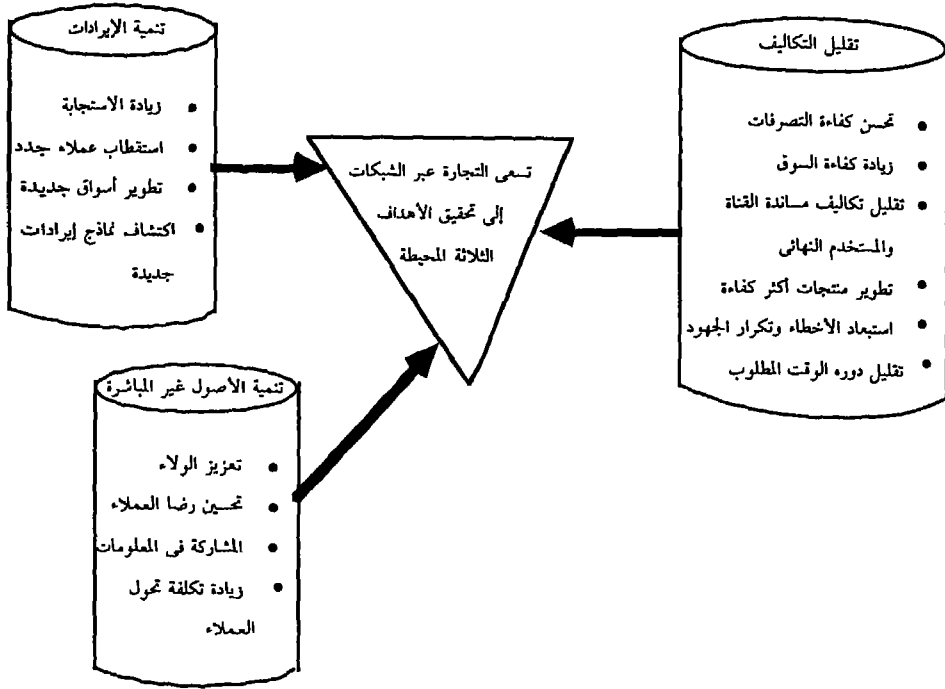 تقليل التكاليف
تحسن كفاءة التصرفات
زيادة كفاءة السوق
تقليل تكاليف مساندة القناة
والمستخدم النهائى
تطوير منتجات أكثر كفاءة
استبعاد الأخطاء وتكرار الجهود
تقليل دوره الوقت المطلوب
تسعى التجارة عبر الشبكات
إلى تحقيق الأهداف
الثلاثة المحيطة
تنمية الإيرادات
زيادة الاستجابة
استقطاب عملاء جدد
تطوير أسواق جديدة
اكتشاف نماذج إيرادات
جديدة
تنمية الأصول غير المباشرة
تعزيز الولاء
تحسين رضا العملاء
المشاركة فى المعلومات
زيادة تكلفة تحول
العملاء